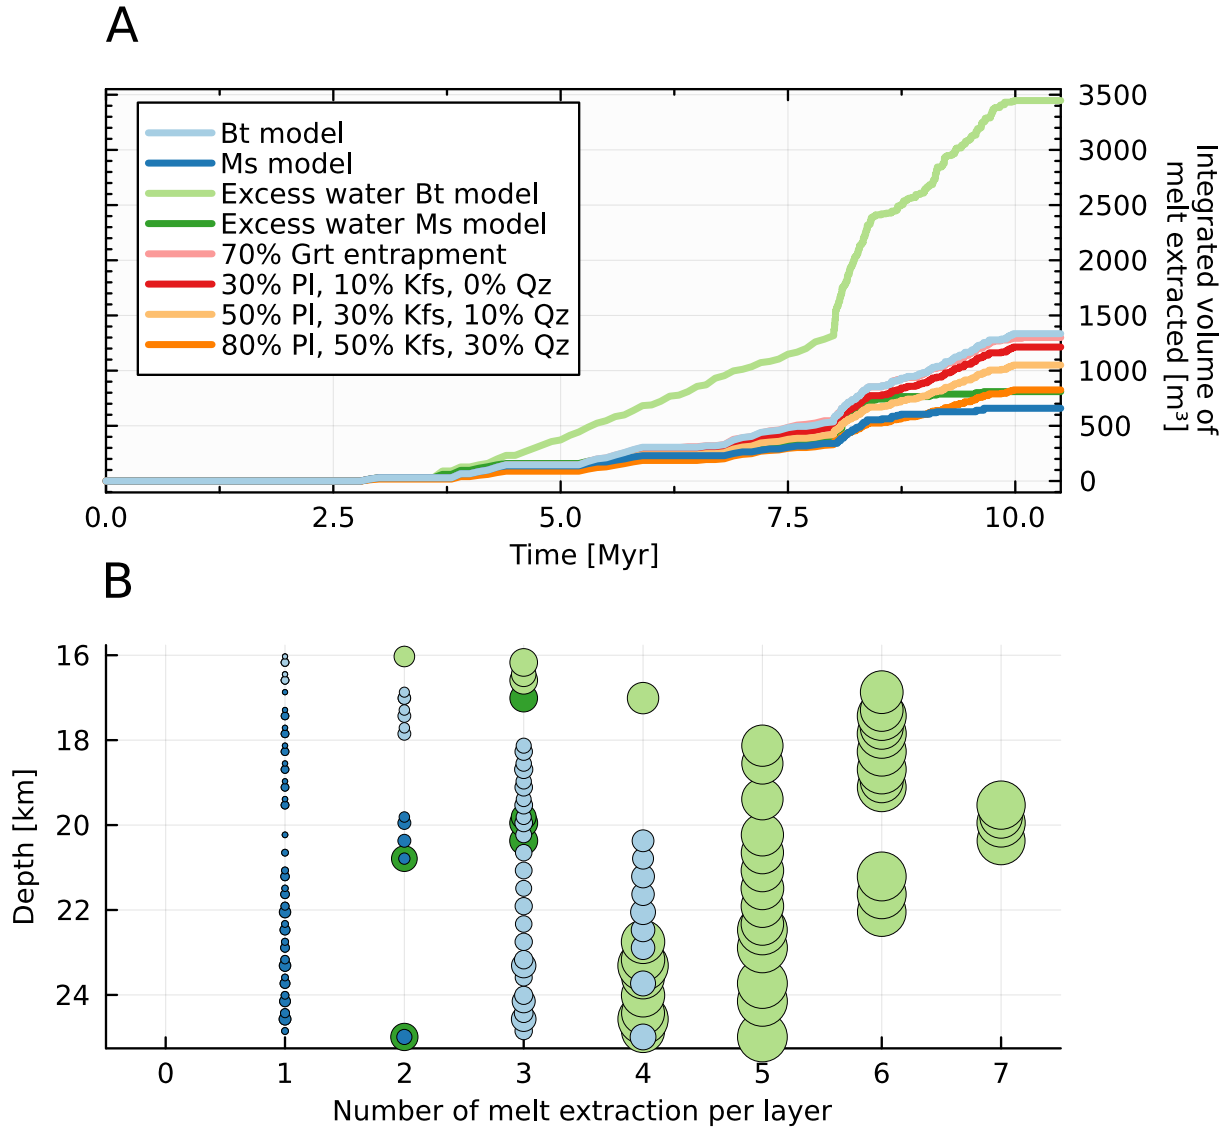 A
Bt model
Ms model
Excess water Bt model
Excess water Ms model
70% Grt entrapment
30% Pl, 10% Kfs, 0% Qz
50% Pl, 30% Kfs, 10% Qz
80% Pl, 50% Kfs, 30% Qz
3500
3000
2500
2000
1500
1000
500
0
Integrated volume of
melt extracted [m³]
0.0 2.5 5.0 7.5 10.0
Time [Myr]
B
16
18
20
22
24
Depth [km]
0 1 2 3 4 5 6 7
Number of melt extraction per layer